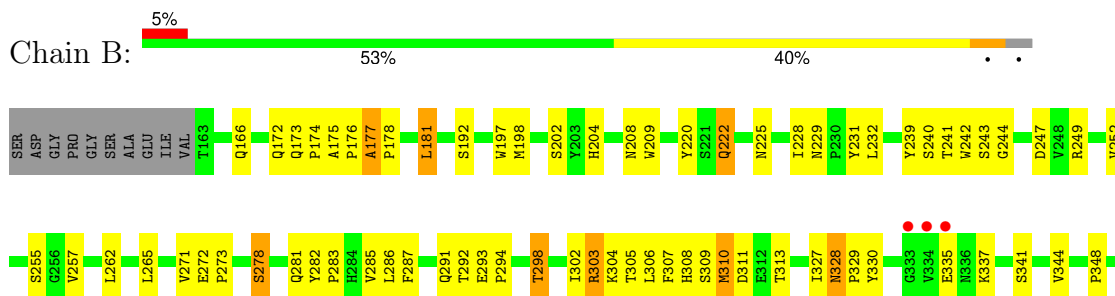 5%
Chain B:
53% 40% • •
SER ASP GLY PRO GLY SER ALA GLU ILE VAL T163 Q166 Q172 Q173 P174 A175 P176 A177 P178 L181 S192 W197 M198 S202 Y203 H204 N208 W209 Y220 S221 Q222 N225 I228 N229 P230 Y231 L232 Y239 S240 T241 W242 S243 G244 D247 V248 R249
S255 G256 V257 L262 L265 V271 E272 P273 S278 Q281 Y282 P283 H284 V285 L286 F287 Q291 T292 E293 P294 T298 I302 R303 K304 T305 L306 F307 H308 S309 M310 D311 E312 T313 I327 N328 P329 Y330 G333 V334 E335 N336 K337 S341 V344 P348